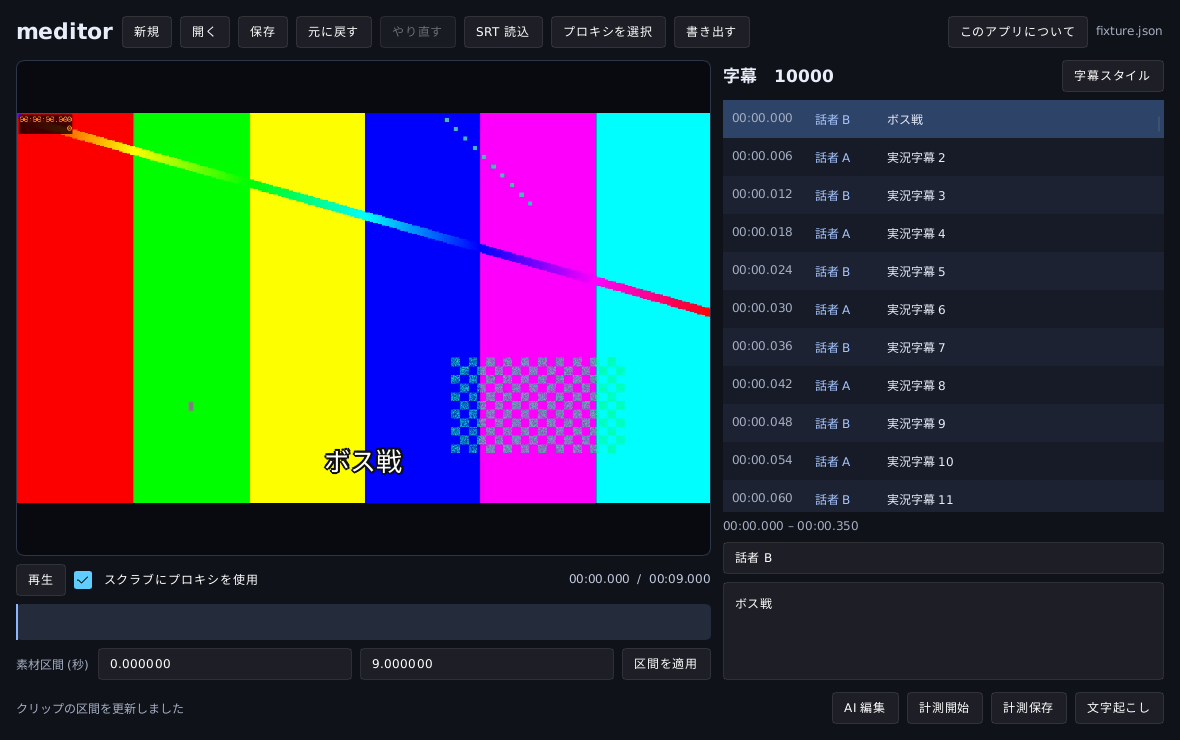 meditor 新規 開く 保存 元に戻す やり直す SRT 読込 プロキシを選択 書き出す このアプリについて fixture.json
00:00:00.000
0
ボス戦
再生 スクラブにプロキシを使用 00:00.000 / 00:09.000
素材区間 (秒) 0.000000 9.000000 区間を適用
クリップの区間を更新しました
字幕 10000 字幕スタイル
00:00.000 話者 B ボス戦
00:00.006 話者 A 実況字幕 2
00:00.012 話者 B 実況字幕 3
00:00.018 話者 A 実況字幕 4
00:00.024 話者 B 実況字幕 5
00:00.030 話者 A 実況字幕 6
00:00.036 話者 B 実況字幕 7
00:00.042 話者 A 実況字幕 8
00:00.048 話者 B 実況字幕 9
00:00.054 話者 A 実況字幕 10
00:00.060 話者 B 実況字幕 11
00:00.000 – 00:00.350
話者 B
ボス戦
AI 編集 計測開始 計測保存 文字起こし